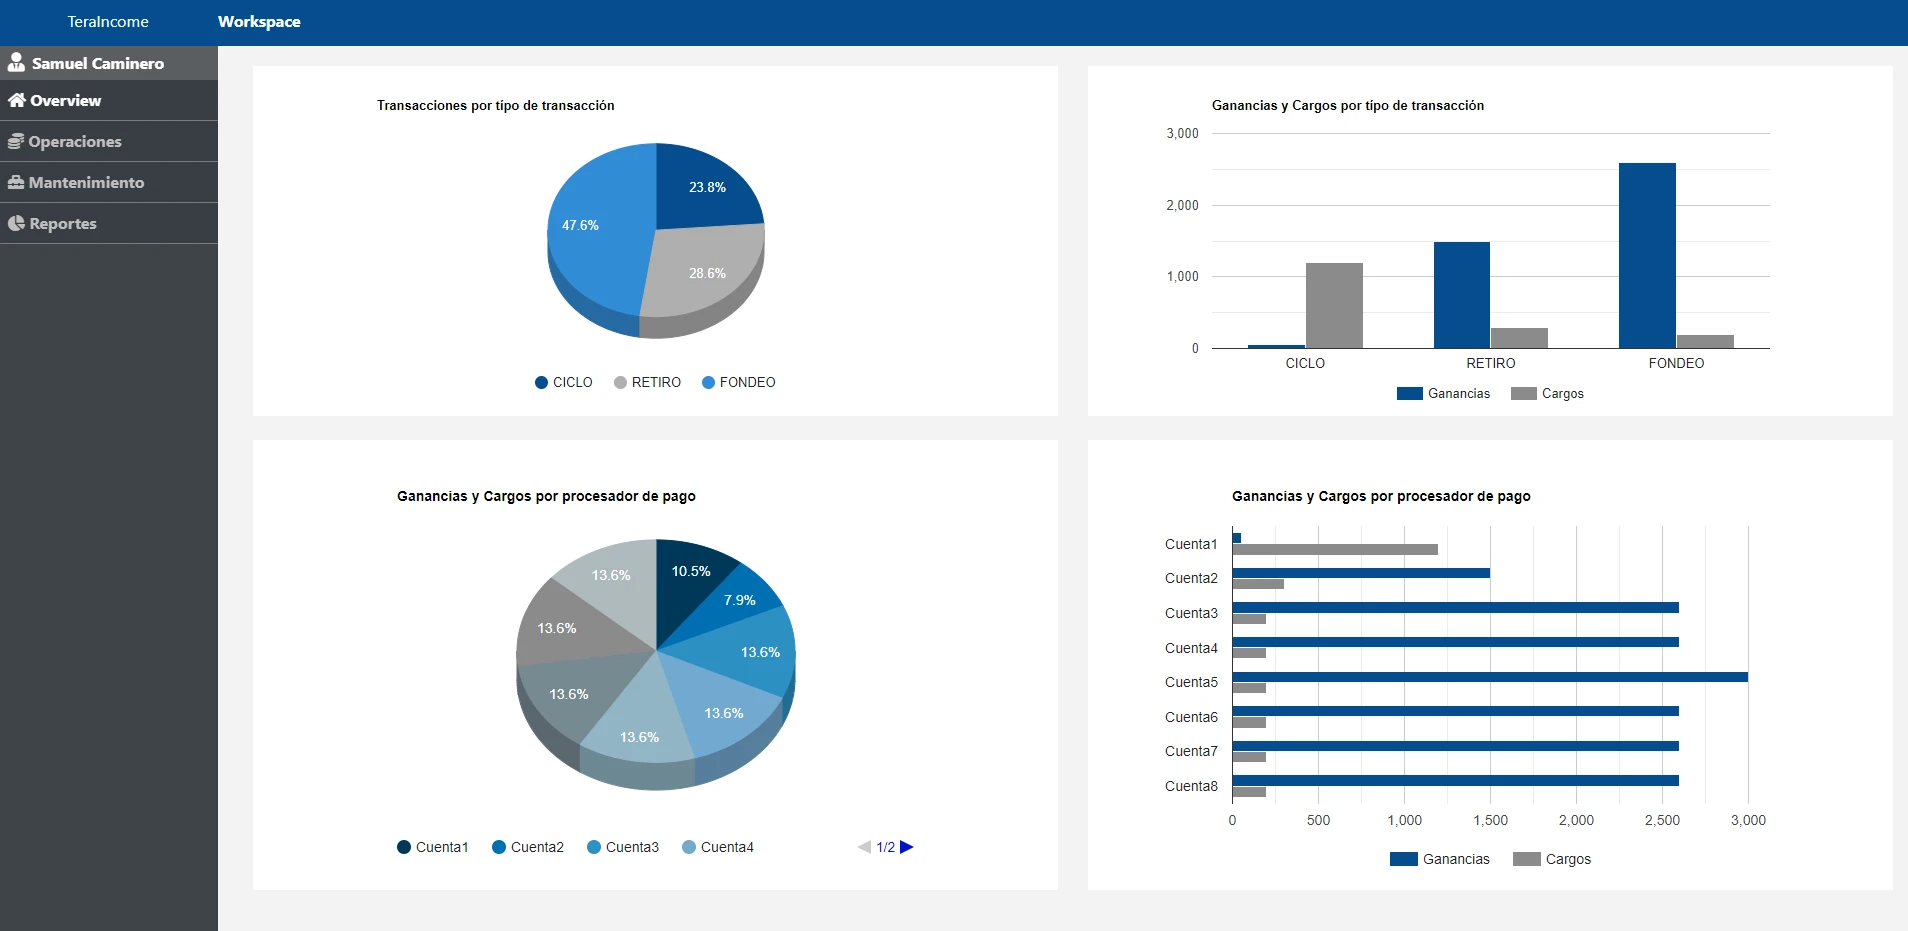 TeraIncome
Workspace
Samuel Caminero
Overview
Operaciones
Mantenimiento
Reportes
Transacciones por tipo de transacción
23.8%
47.6%
28.6%
CICLO RETIRO FONDEO
Ganancias y Cargos por tipo de transacción
3,000
2,000
1,000
0
CICLO RETIRO FONDEO
Ganancias Cargos
Ganancias y Cargos por procesador de pago
10.5%
7.9%
13.6%
13.6%
13.6%
13.6%
13.6%
13.6%
Cuenta1 Cuenta2 Cuenta3 Cuenta4 1/2
Ganancias y Cargos por procesador de pago
Cuenta1
Cuenta2
Cuenta3
Cuenta4
Cuenta5
Cuenta6
Cuenta7
Cuenta8
0 500 1,000 1,500 2,000 2,500 3,000
Ganancias Cargos